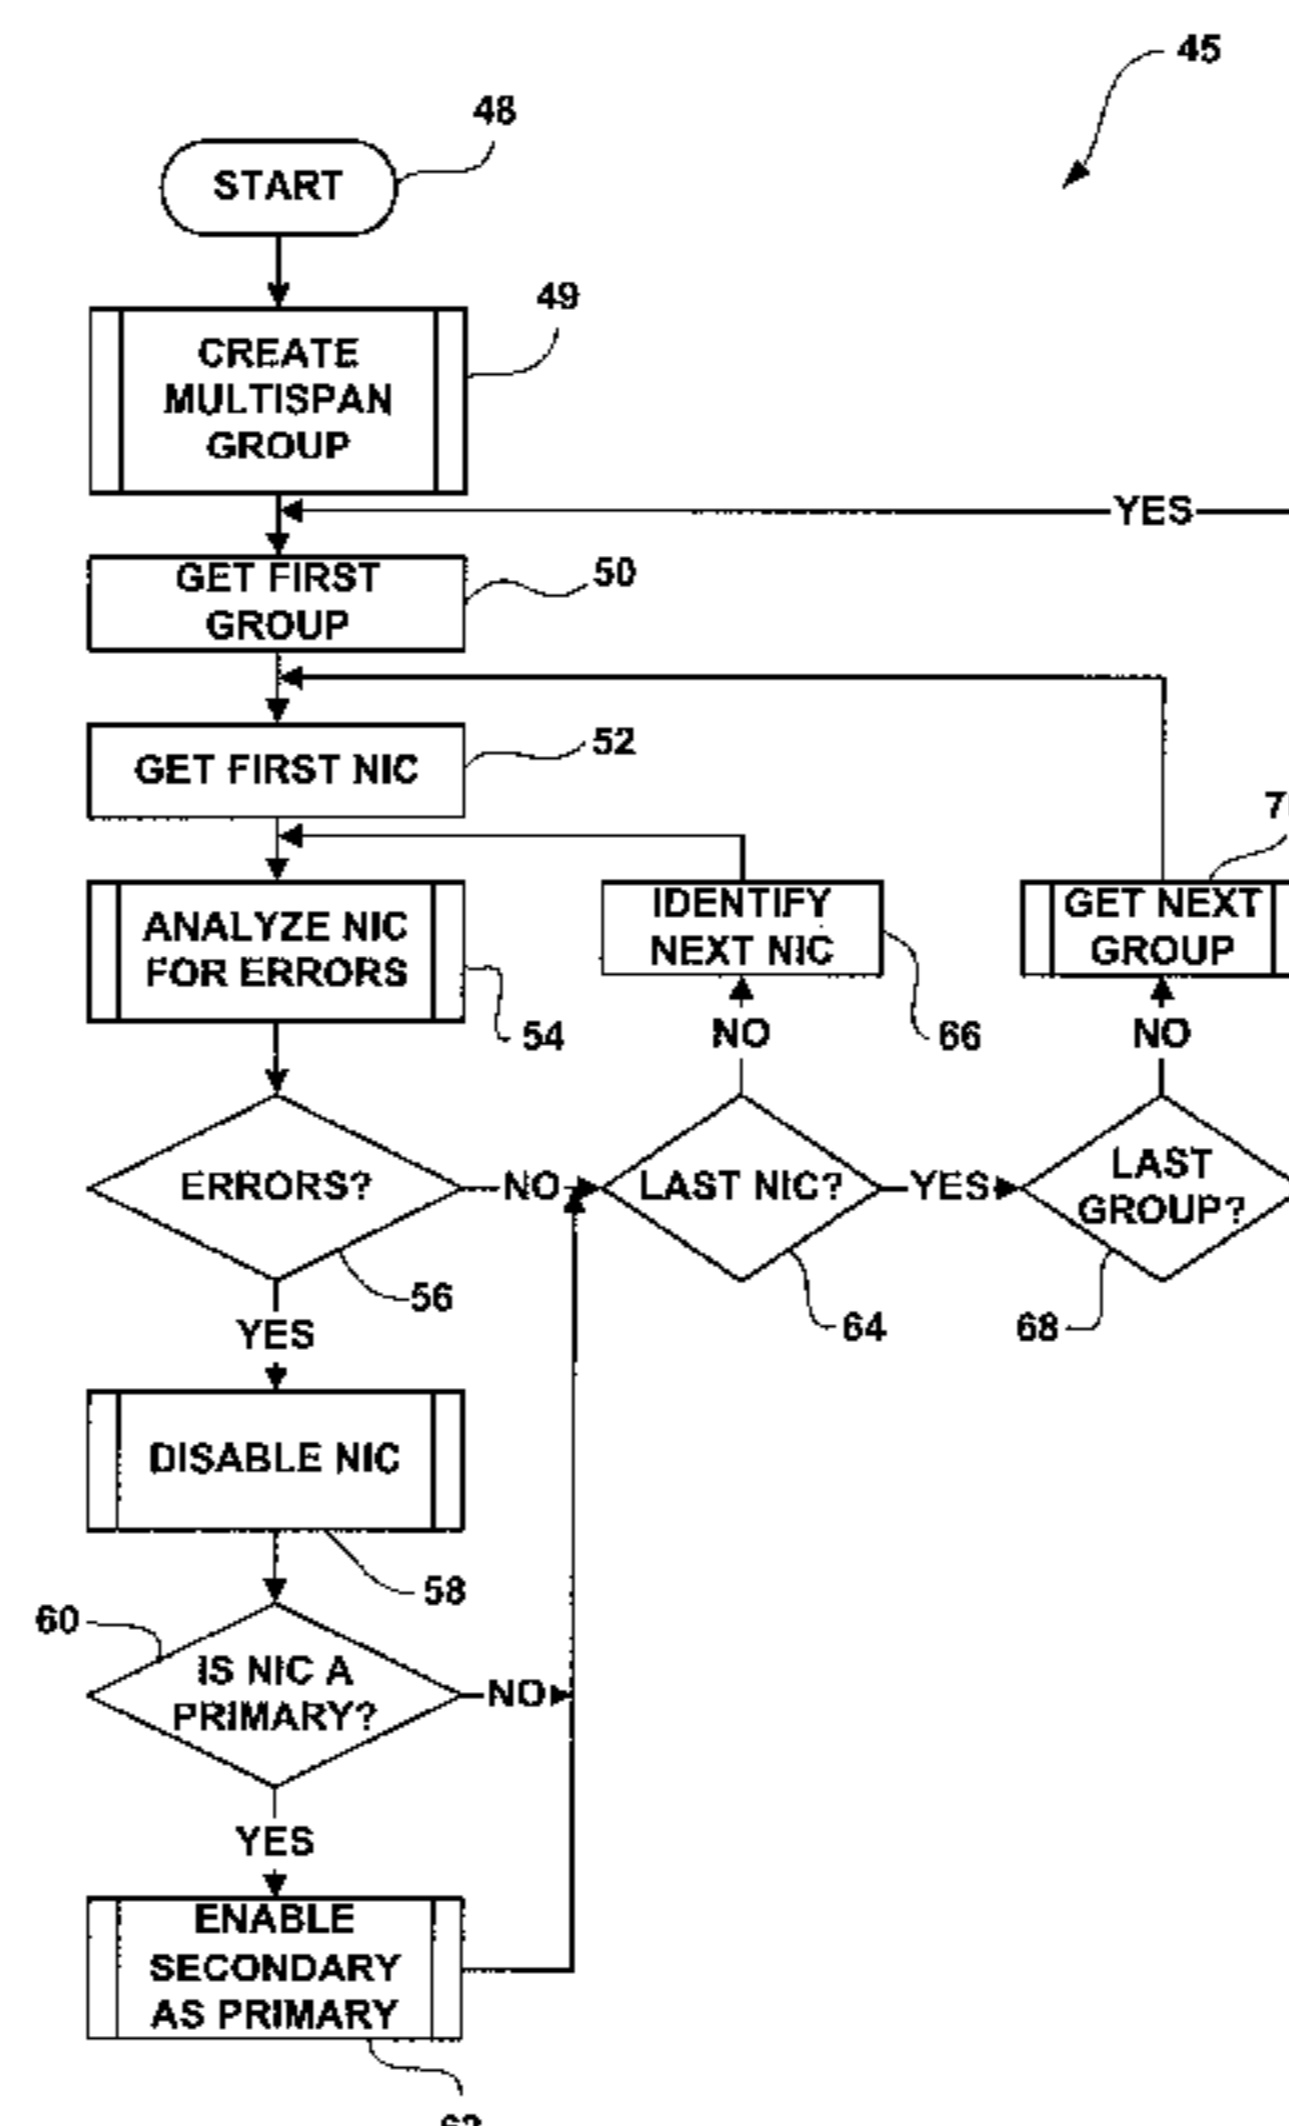 45
48
START
49
CREATE
MULTISPAN
GROUP
YES
GET FIRST
GROUP
50
GET FIRST NIC
52
ANALYZE NIC
FOR ERRORS
54
IDENTIFY
NEXT NIC
66
GET NEXT
GROUP
NO
NO
ERRORS?
NO
LAST NIC?
YES
LAST
GROUP?
56
64
68
YES
DISABLE NIC
58
60
IS NIC A
PRIMARY?
NO
YES
ENABLE
SECONDARY
AS PRIMARY